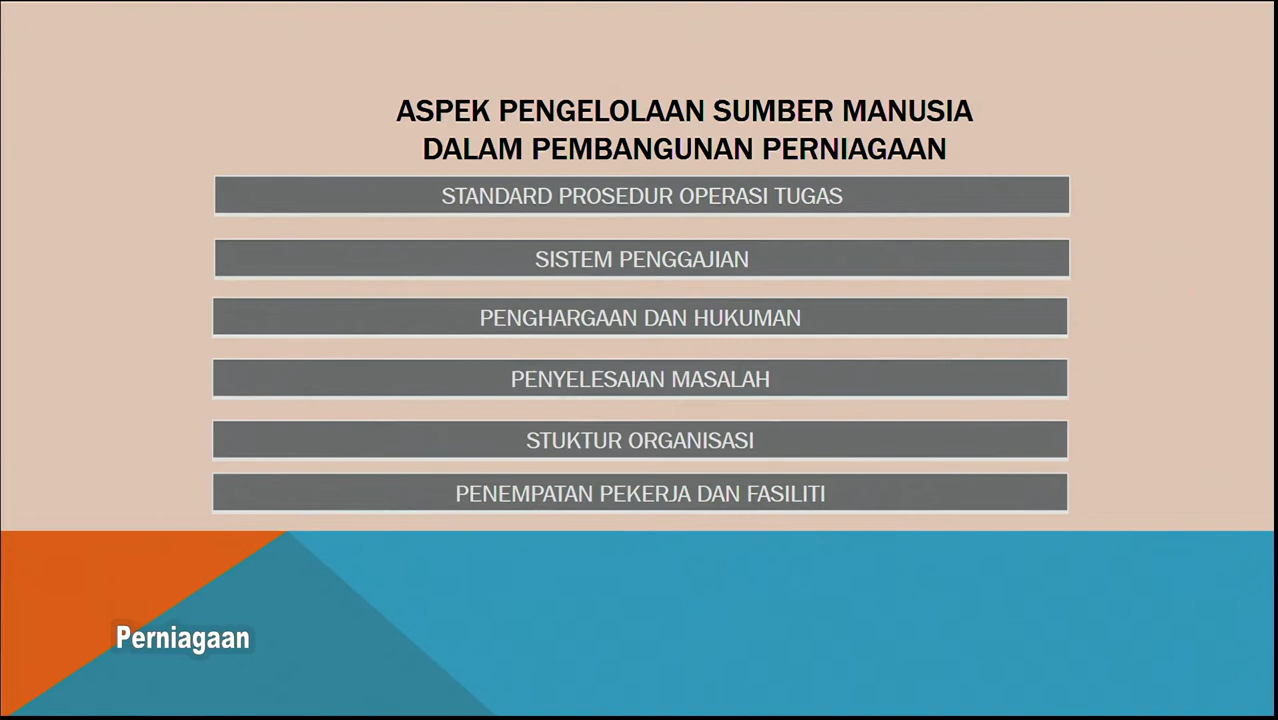 ASPEK PENGELOLAAN SUMBER MANUSIA
DALAM PEMBANGUNAN PERNIAGAAN
STANDARD PROSEDUR OPERASI TUGAS
SISTEM PENGGAJIAN
PENGHARGAAN DAN HUKUMAN
PENYELESAIAN MASALAH
STUKTUR ORGANISASI
PENEMPATAN PEKERJA DAN FASILITI
Perniagaan